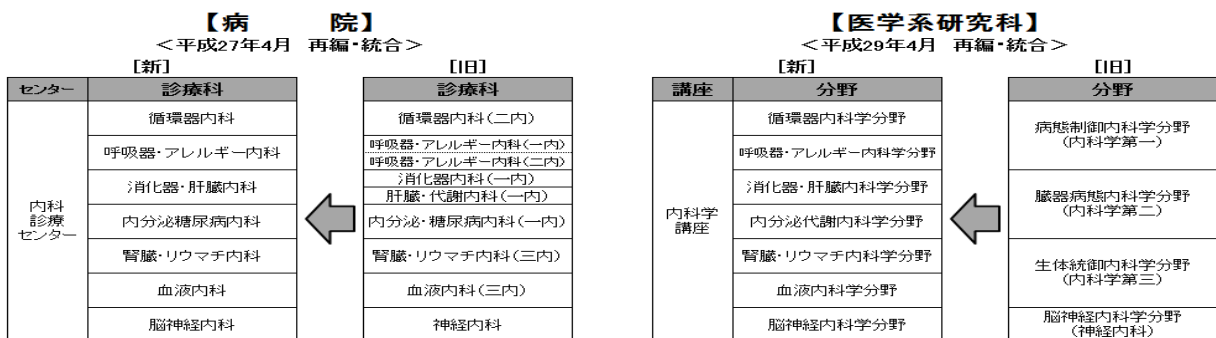 【病　　院】
＜平成27年4月　再編・統合＞
[新]
[旧]
センター
診療科
診療科
内科
診療
センター
循環器内科
呼吸器・アレルギー内科
消化器・肝臓内科
内分泌糖尿病内科
腎臓・リウマチ内科
血液内科
脳神経内科
循環器内科(二内)
呼吸器・アレルギー内科(一内)
呼吸器・アレルギー内科(二内)
消化器内科(一内)
肝臓・代謝内科(一内)
内分泌・糖尿病内科(一内)
腎臓・リウマチ内科(三内)
血液内科(三内)
神経内科
【医学系研究科】
＜平成29年4月　再編・統合＞
[新]
[旧]
講座
分野
分野
内科学
講座
循環器内科学分野
呼吸器・アレルギー内科学分野
消化器・肝臓内科学分野
内分泌代謝内科学分野
腎臓・リウマチ内科学分野
血液内科学分野
脳神経内科学分野
病態制御内科学分野
(内科学第一)
臓器病態内科学分野
(内科学第二)
生体統御内科学分野
(内科学第三)
脳神経内科学分野
(神経内科)